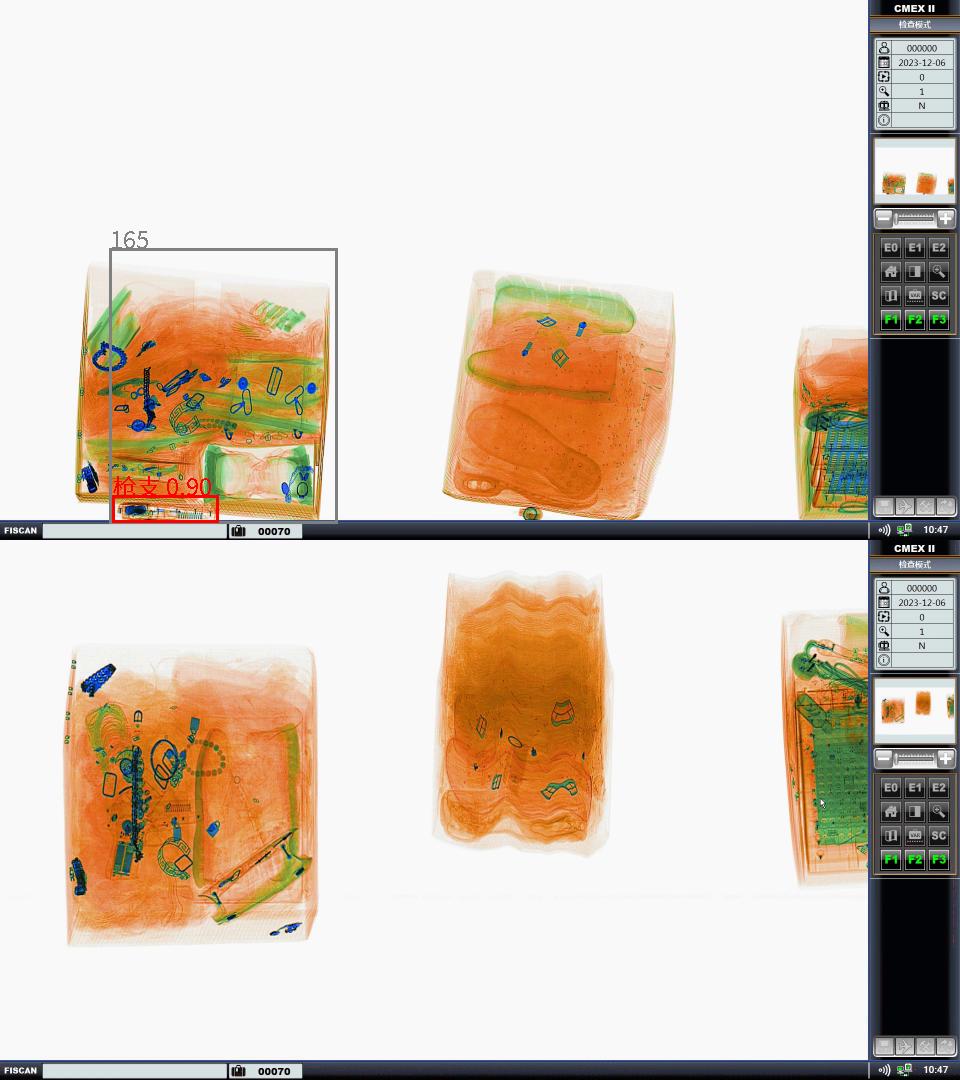 CMEX II
检查模式
000000
2023-12-06
0
1
N
E0 E1 E2
VAR SC
F1 F2 F3
165
枪支 0.90
FISCAN 00070 10:47
CMEX II
检查模式
000000
2023-12-06
0
1
N
E0 E1 E2
VAR SC
F1 F2 F3
FISCAN 00070 10:47